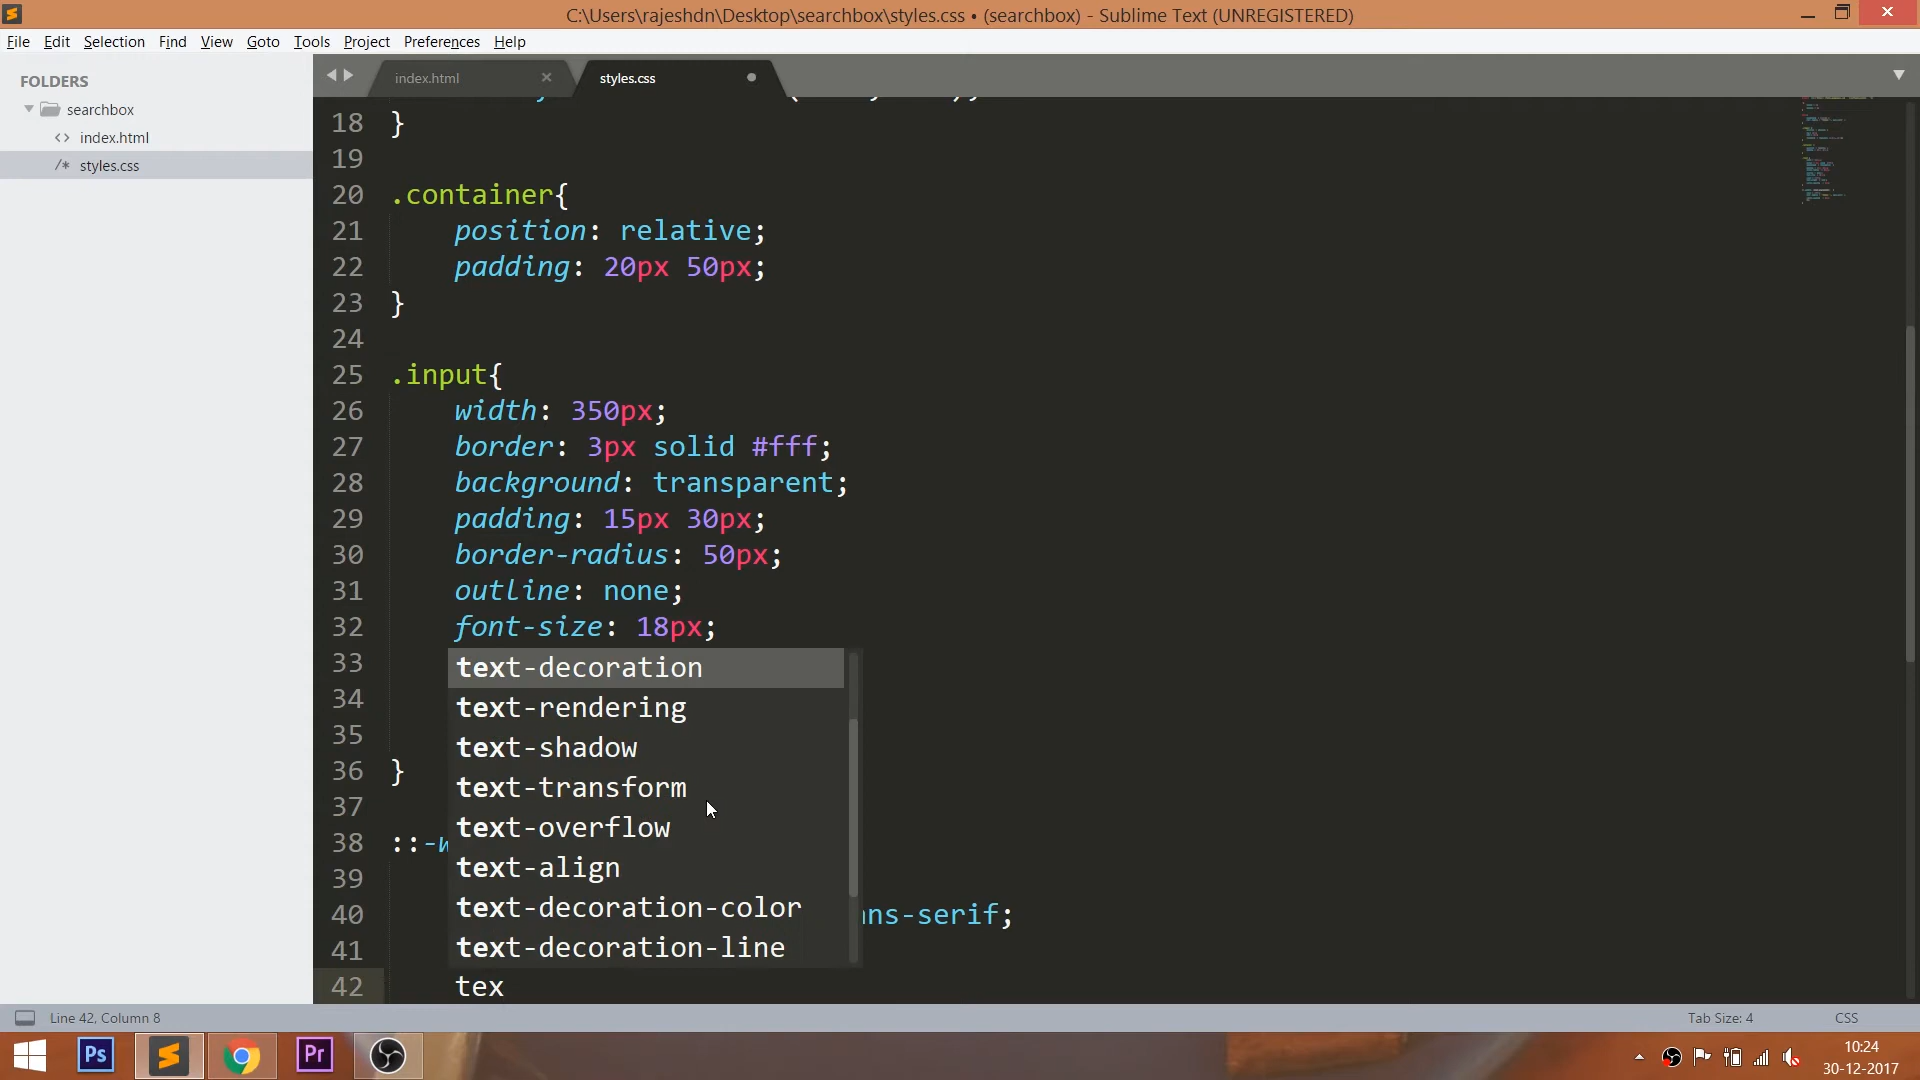 C:\Users\rajeshdn\Desktop\searchbox\styles.css • (searchbox) - Sublime Text (UNREGISTERED)
File Edit Selection Find View Goto Tools Project Preferences Help
FOLDERS
searchbox
<> index.html
/* styles.css
index.html ×
styles.css
18 }
19
20 .container{
21 position: relative;
22 padding: 20px 50px;
23 }
24
25 .input{
26 width: 350px;
27 border: 3px solid #fff;
28 background: transparent;
29 padding: 15px 30px;
30 border-radius: 50px;
31 outline: none;
32 font-size: 18px;
33
34
35
36 }
37
38 ::-w
39
40 ns-serif;
41
42 tex
text-decoration
text-rendering
text-shadow
text-transform
text-overflow
text-align
text-decoration-color
text-decoration-line
Line 42, Column 8
Tab Size: 4
CSS
Ps
Pr
10:24
30-12-2017